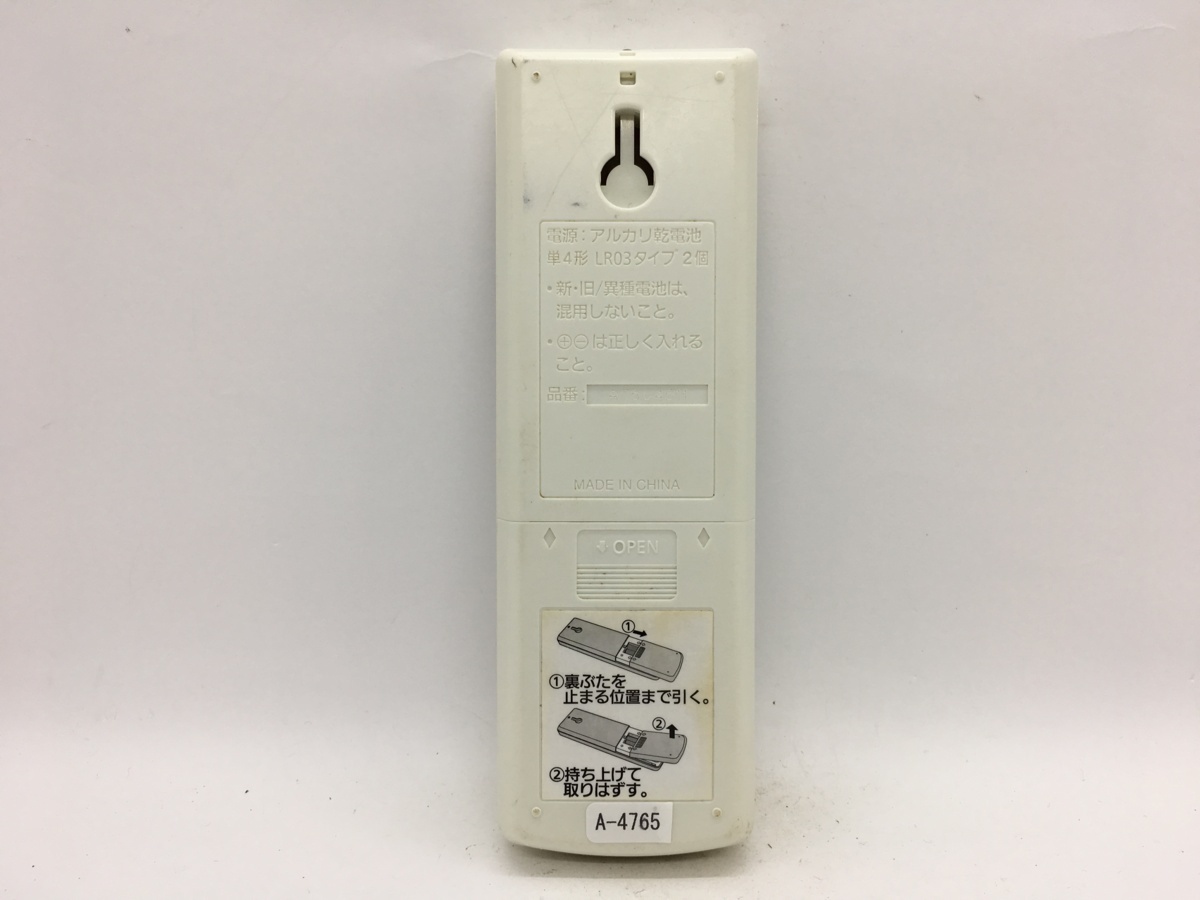 電源：アルカリ乾電池
単4形 LR03タイプ 2個
・新・旧/異種電池は、
混用しないこと。
・⊕⊖は正しく入れる
こと。
品番：
MADE IN CHINA
OPEN
①
①裏ぶたを
止まる位置まで引く。
②
②持ち上げて
取りはずす。
A-4765